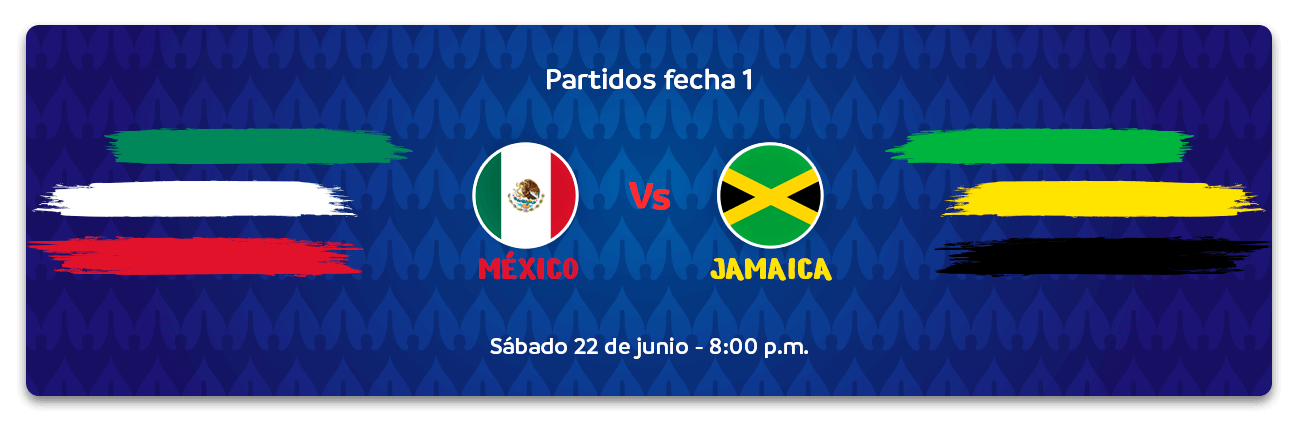 Partidos fecha 1
Vs
MÉXICO
JAMAICA
Sábado 22 de junio - 8:00 p.m.